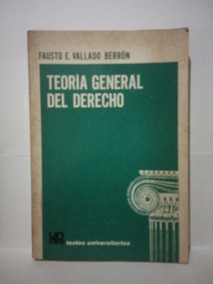 FAUSTO E. VALLADO BERRÓN
TEORÍA GENERAL
DEL DERECHO
textos universitarios